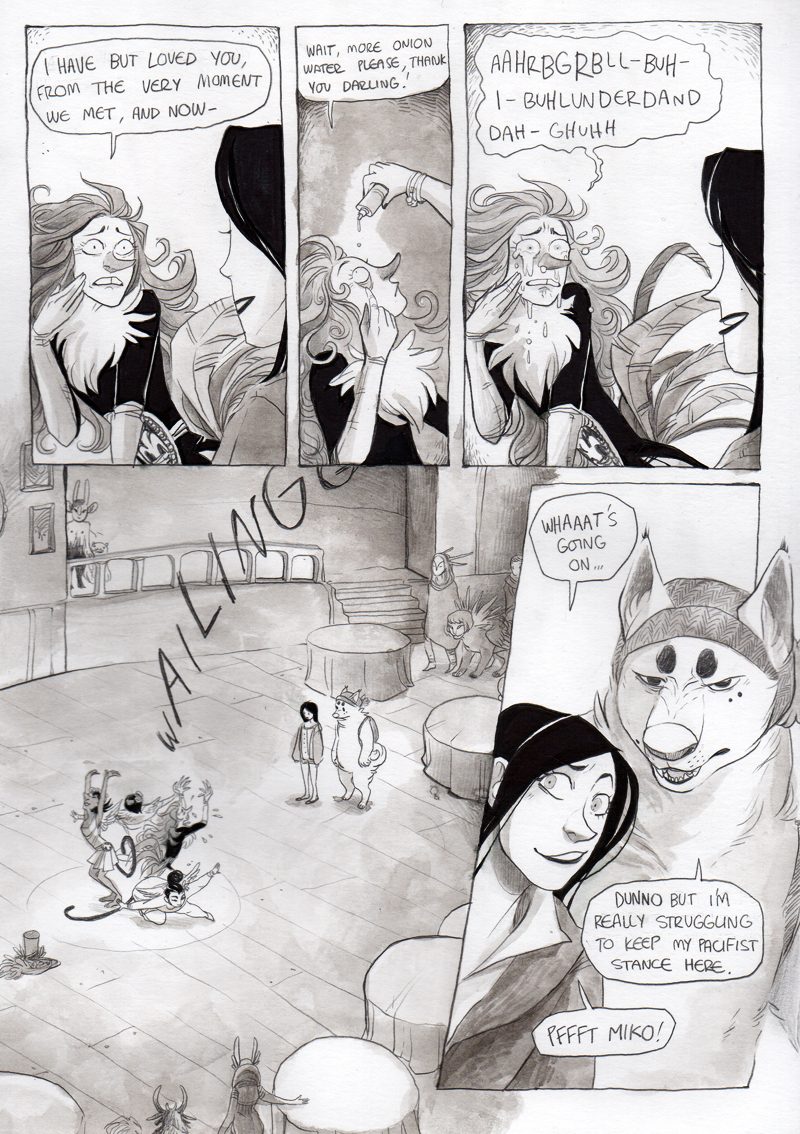 I HAVE BUT LOVED YOU,
FROM THE VERY MOMENT
WE MET, AND NOW-
WAIT, MORE ONION
WATER PLEASE, THANK
YOU DARLING!
AAHRBGRBLL-BUH-
I-BUHLUNDERDAND
DAH-GHUHH
WAILING
WHAAAT'S
GOING
ON...
DUNNO BUT I'M
REALLY STRUGGLING
TO KEEP MY PACIFIST
STANCE HERE.
PFFFT MIKO!